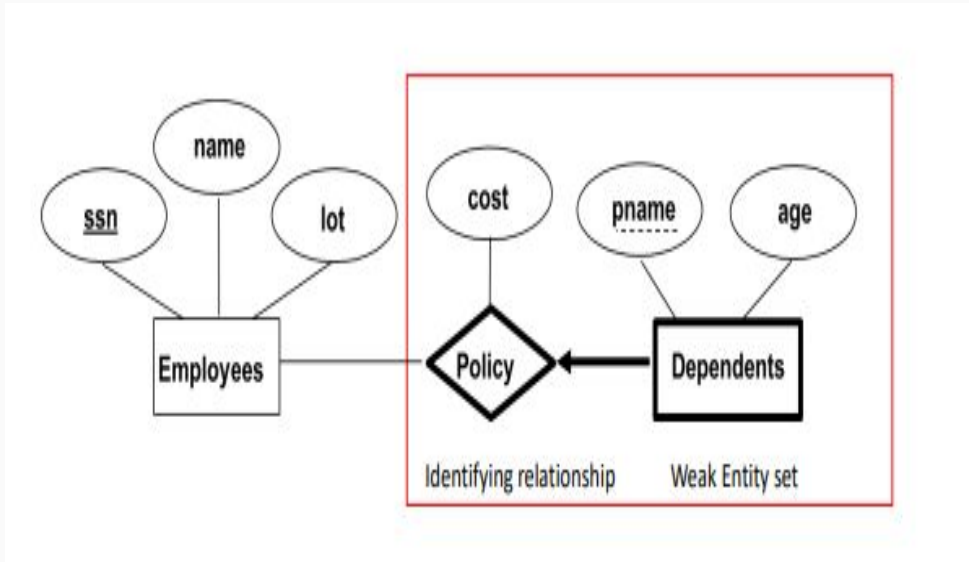 name
ssn
lot
cost
pname
age
Employees
Policy
Dependents
Identifying relationship
Weak Entity set